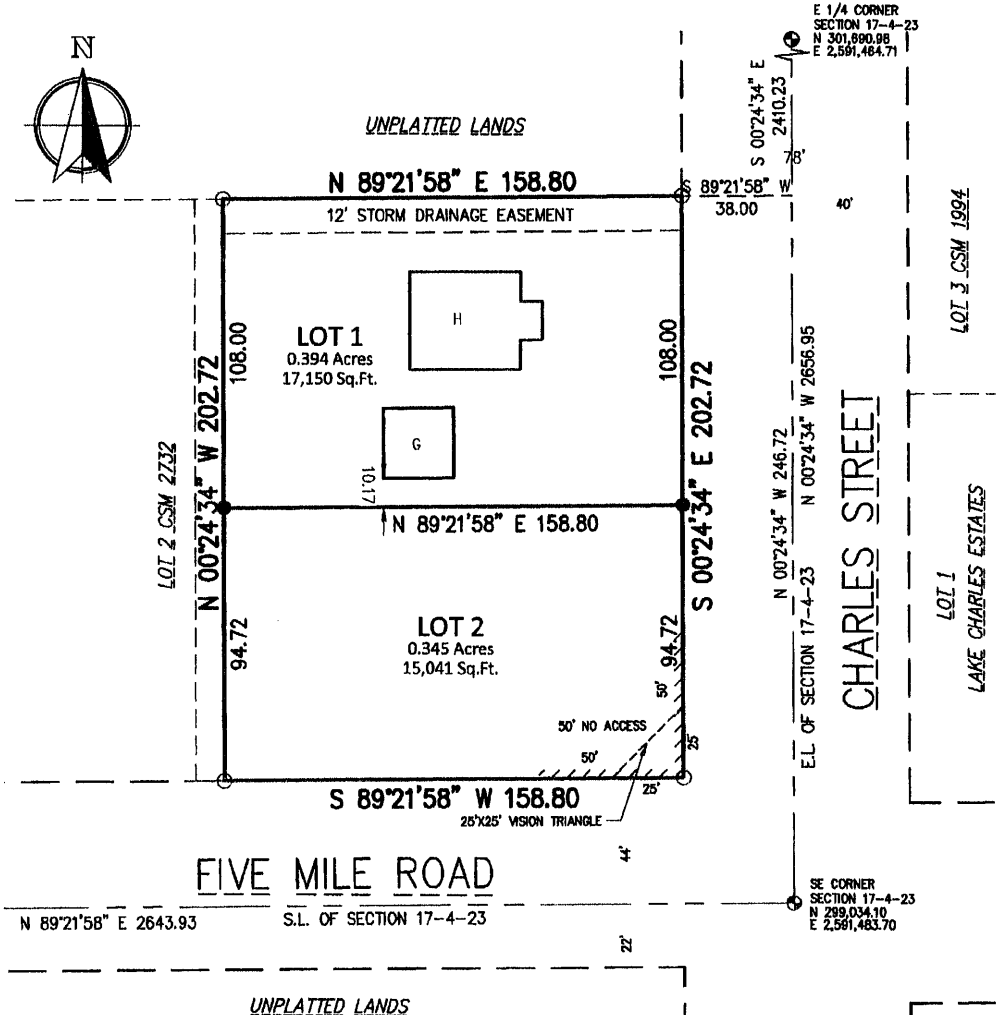 E 1/4 CORNER
SECTION 17-4-23
N 301,690.98
E 2,591,464.71
N
S 00°24'34" E
2410.23
UNPLATTED LANDS
78'
N 89°21'58" E 158.80
S 89°21'58" W
38.00
40'
12' STORM DRAINAGE EASEMENT
LOT 3 CSM 1994
H
LOT 1
0.394 Acres
17,150 Sq.Ft.
108.00
108.00
N 00°24'34" W 202.72
S 00°24'34" E 202.72
N 00°24'34" W 246.72
N 00°24'34" W 2656.95
CHARLES STREET
G
10.17
LOT 2 CSM 2732
N 89°21'58" E 158.80
LOT 1
LAKE CHARLES ESTATES
E.L. OF SECTION 17-4-23
LOT 2
0.345 Acres
15,041 Sq.Ft.
94.72
94.72
50'
50' NO ACCESS
25'
50'
25'
S 89°21'58" W 158.80
25'X25' VISION TRIANGLE
44'
FIVE MILE ROAD
SE CORNER
SECTION 17-4-23
N 299,034.10
E 2,591,483.70
N 89°21'58" E 2643.93
S.L. OF SECTION 17-4-23
22'
UNPLATTED LANDS